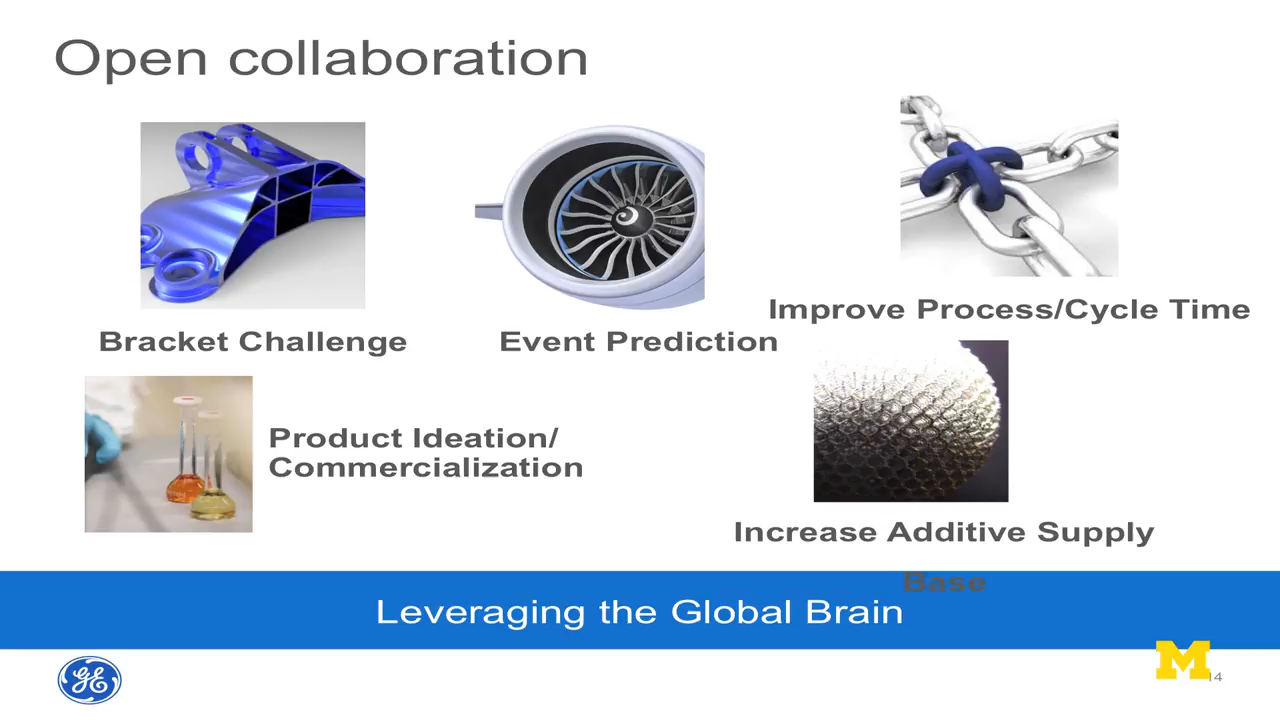 Open collaboration
Bracket Challenge
Event Prediction
Improve Process/Cycle Time
Product Ideation/
Commercialization
Increase Additive Supply
Base
Leveraging the Global Brain
GE
M
14